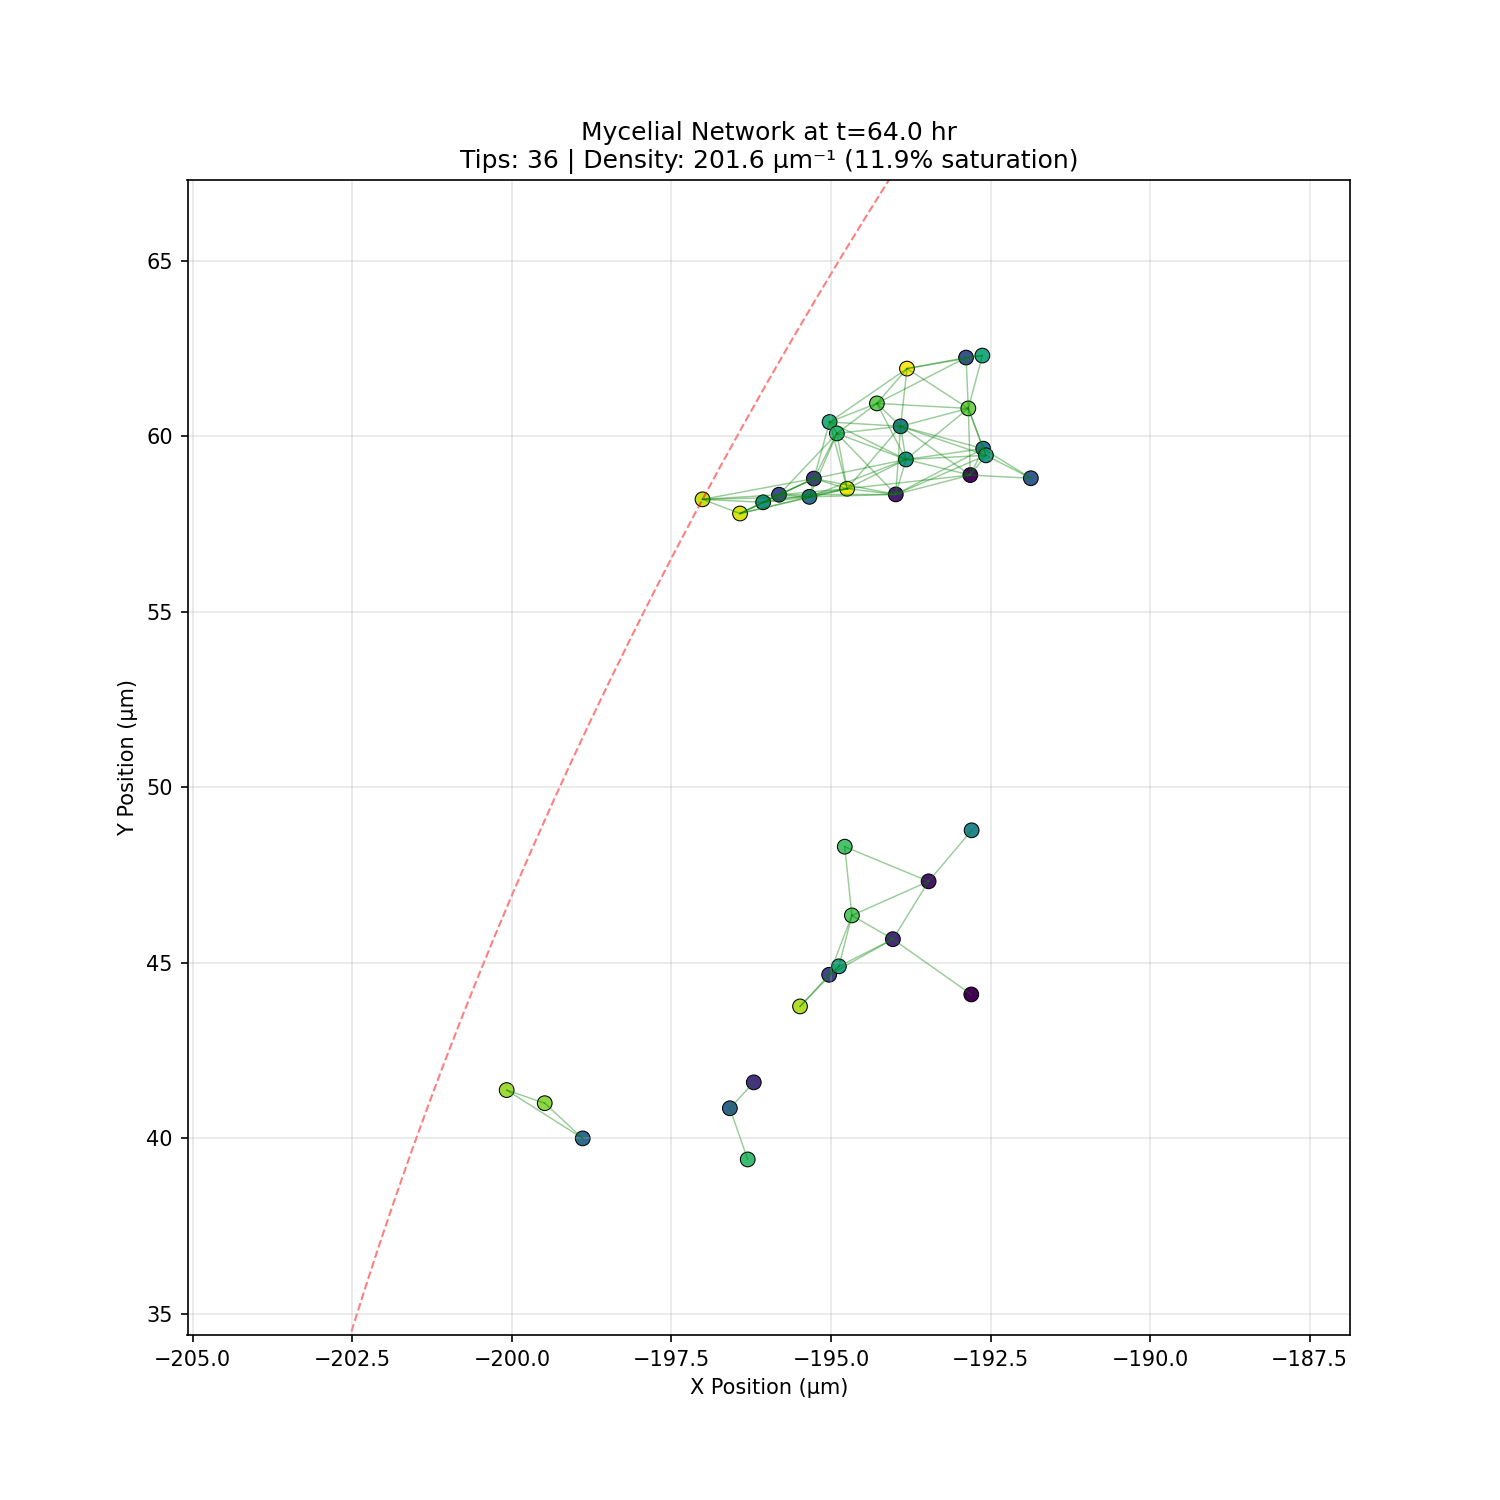 Mycelial Network at t=64.0 hr
Tips: 36 | Density: 201.6 µm⁻¹ (11.9% saturation)
Y Position (µm)
65
60
55
50
45
40
35
−205.0 −202.5 −200.0 −197.5 −195.0 −192.5 −190.0 −187.5
X Position (µm)